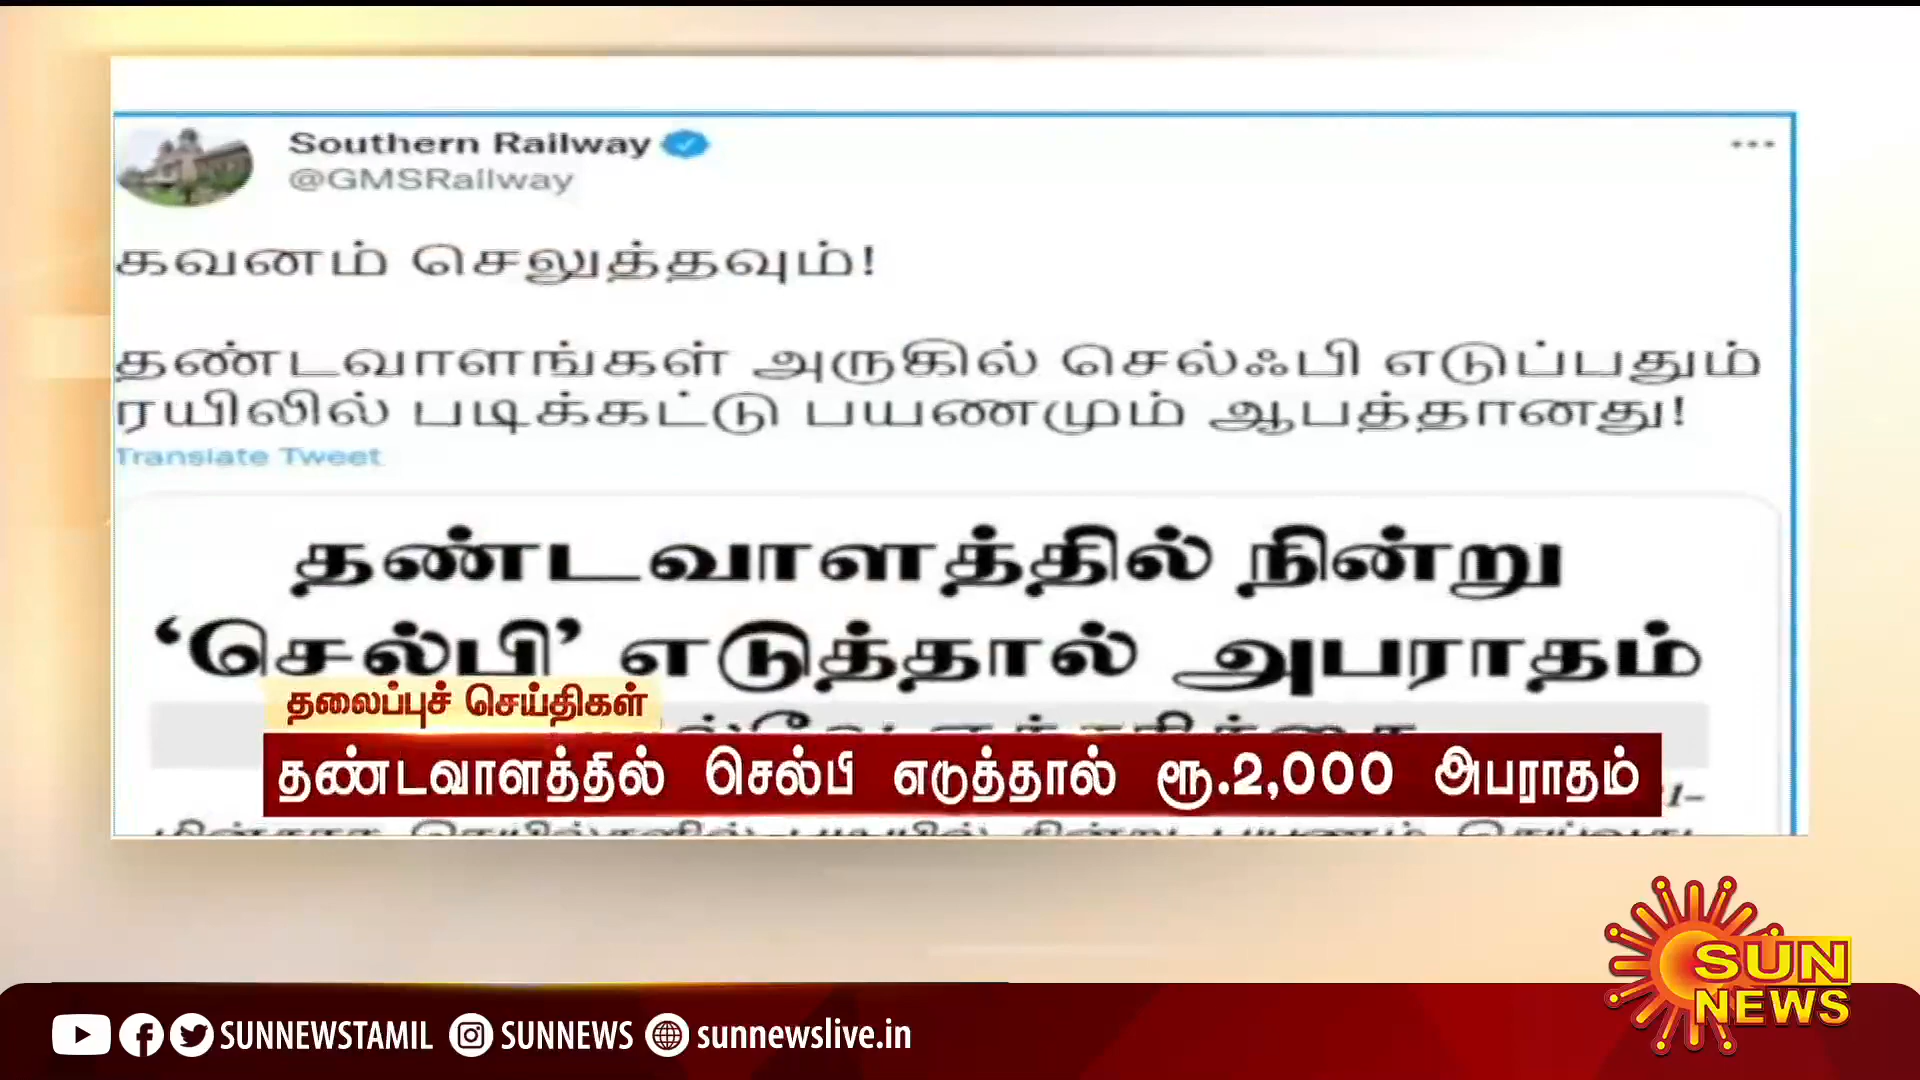 Southern Railway
@GMSRailway
கவனம் செலுத்தவும்!
தண்டவாளங்கள் அருகில் செல்ஃபி எடுப்பதும்
ரயிலில் படிக்கட்டு பயணமும் ஆபத்தானது!
Translate Tweet
தண்டவாளத்தில் நின்று
‘செல்பி’ எடுத்தால் அபராதம்
தலைப்புச் செய்திகள்
தண்டவாளத்தில் செல்பி எடுத்தால் ரூ.2,000 அபராதம்
SUN
NEWS
SUNNEWSTAMIL SUNNEWS sunnewslive.in